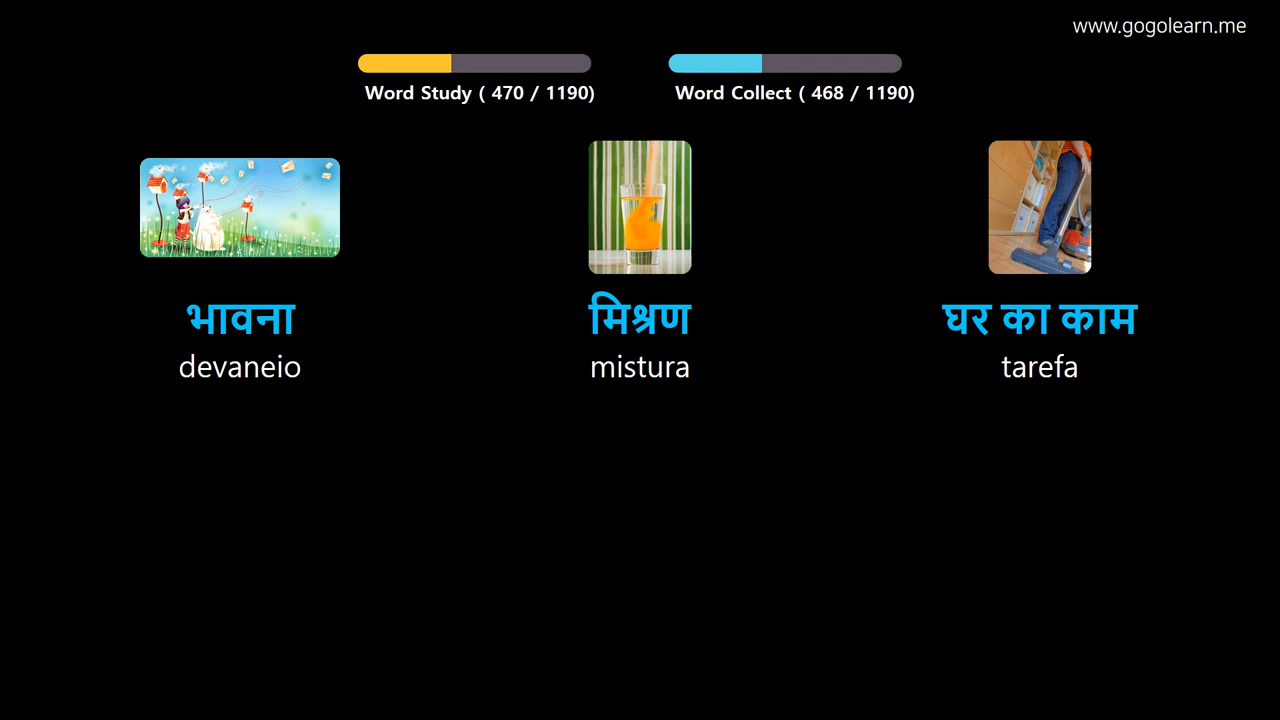 www.gogolearn.me
Word Study ( 470 / 1190)
Word Collect ( 468 / 1190)
भावना
मिश्रण
घर का काम
devaneio
mistura
tarefa